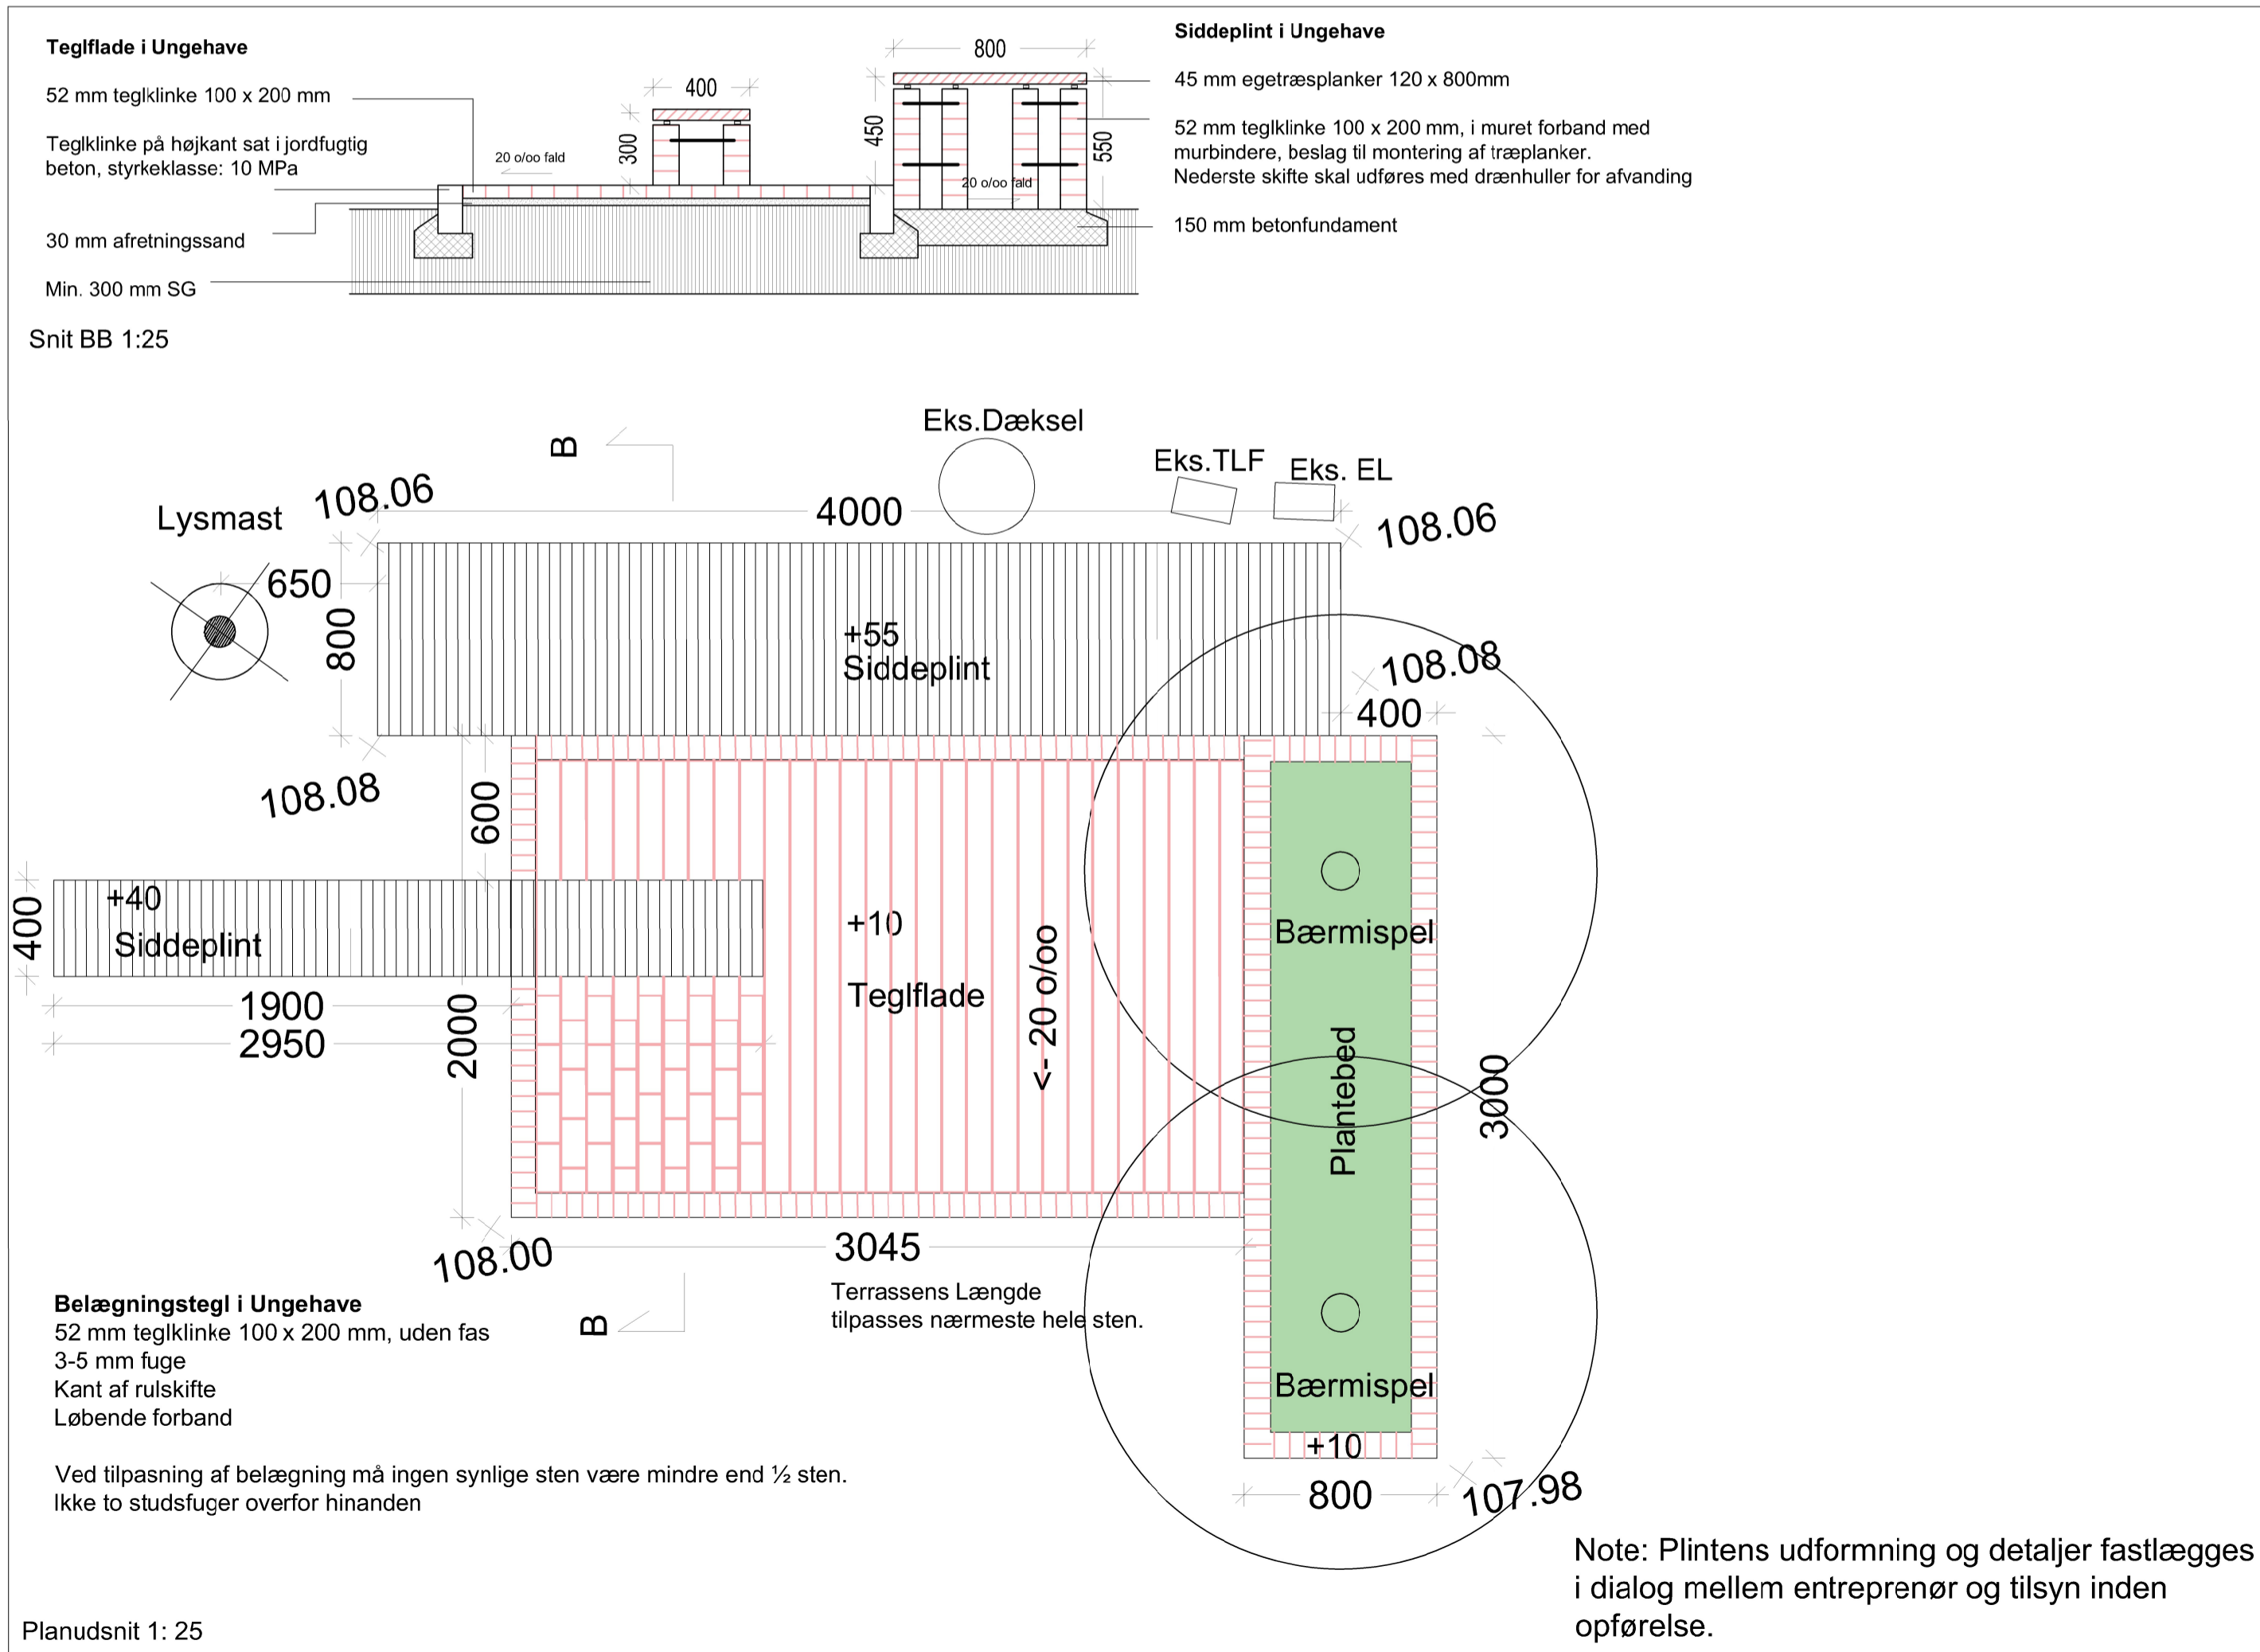 Teglflade i Ungehave
52 mm teglklinke 100 x 200 mm
Teglklinke på højkant sat i jordfugtig
beton, styrkeklasse: 10 MPa
30 mm afretningssand
Min. 300 mm SG
Snit BB 1:25
20 o/oo fald
300
400
450
800
550
20 o/oo fald
Siddeplint i Ungehave
45 mm egetræsplanker 120 x 800mm
52 mm teglklinke 100 x 200 mm, i muret forband med
murbindere, beslag til montering af træplanker.
Nederste skifte skal udføres med drænhuller for afvanding
150 mm betonfundament
B
Eks.Dæksel
Eks.TLF
Eks. EL
Lysmast
108.06
4000
108.06
650
800
+55
Siddeplint
108.08
400
108.08
600
+40
Siddeplint
400
1900
2950
2000
+10
Teglflade
<- 20 o/oo
Bærmispel
Plantebed
3000
108.00
3045
Terrassens Længde
tilpasses nærmeste hele sten.
B
Bærmispel
+10
800
107.98
Belægningstegl i Ungehave
52 mm teglklinke 100 x 200 mm, uden fas
3-5 mm fuge
Kant af rulskifte
Løbende forband
Ved tilpasning af belægning må ingen synlige sten være mindre end ½ sten.
Ikke to studsfuger overfor hinanden
Note: Plintens udformning og detaljer fastlægges
i dialog mellem entreprenør og tilsyn inden
opførelse.
Planudsnit 1: 25